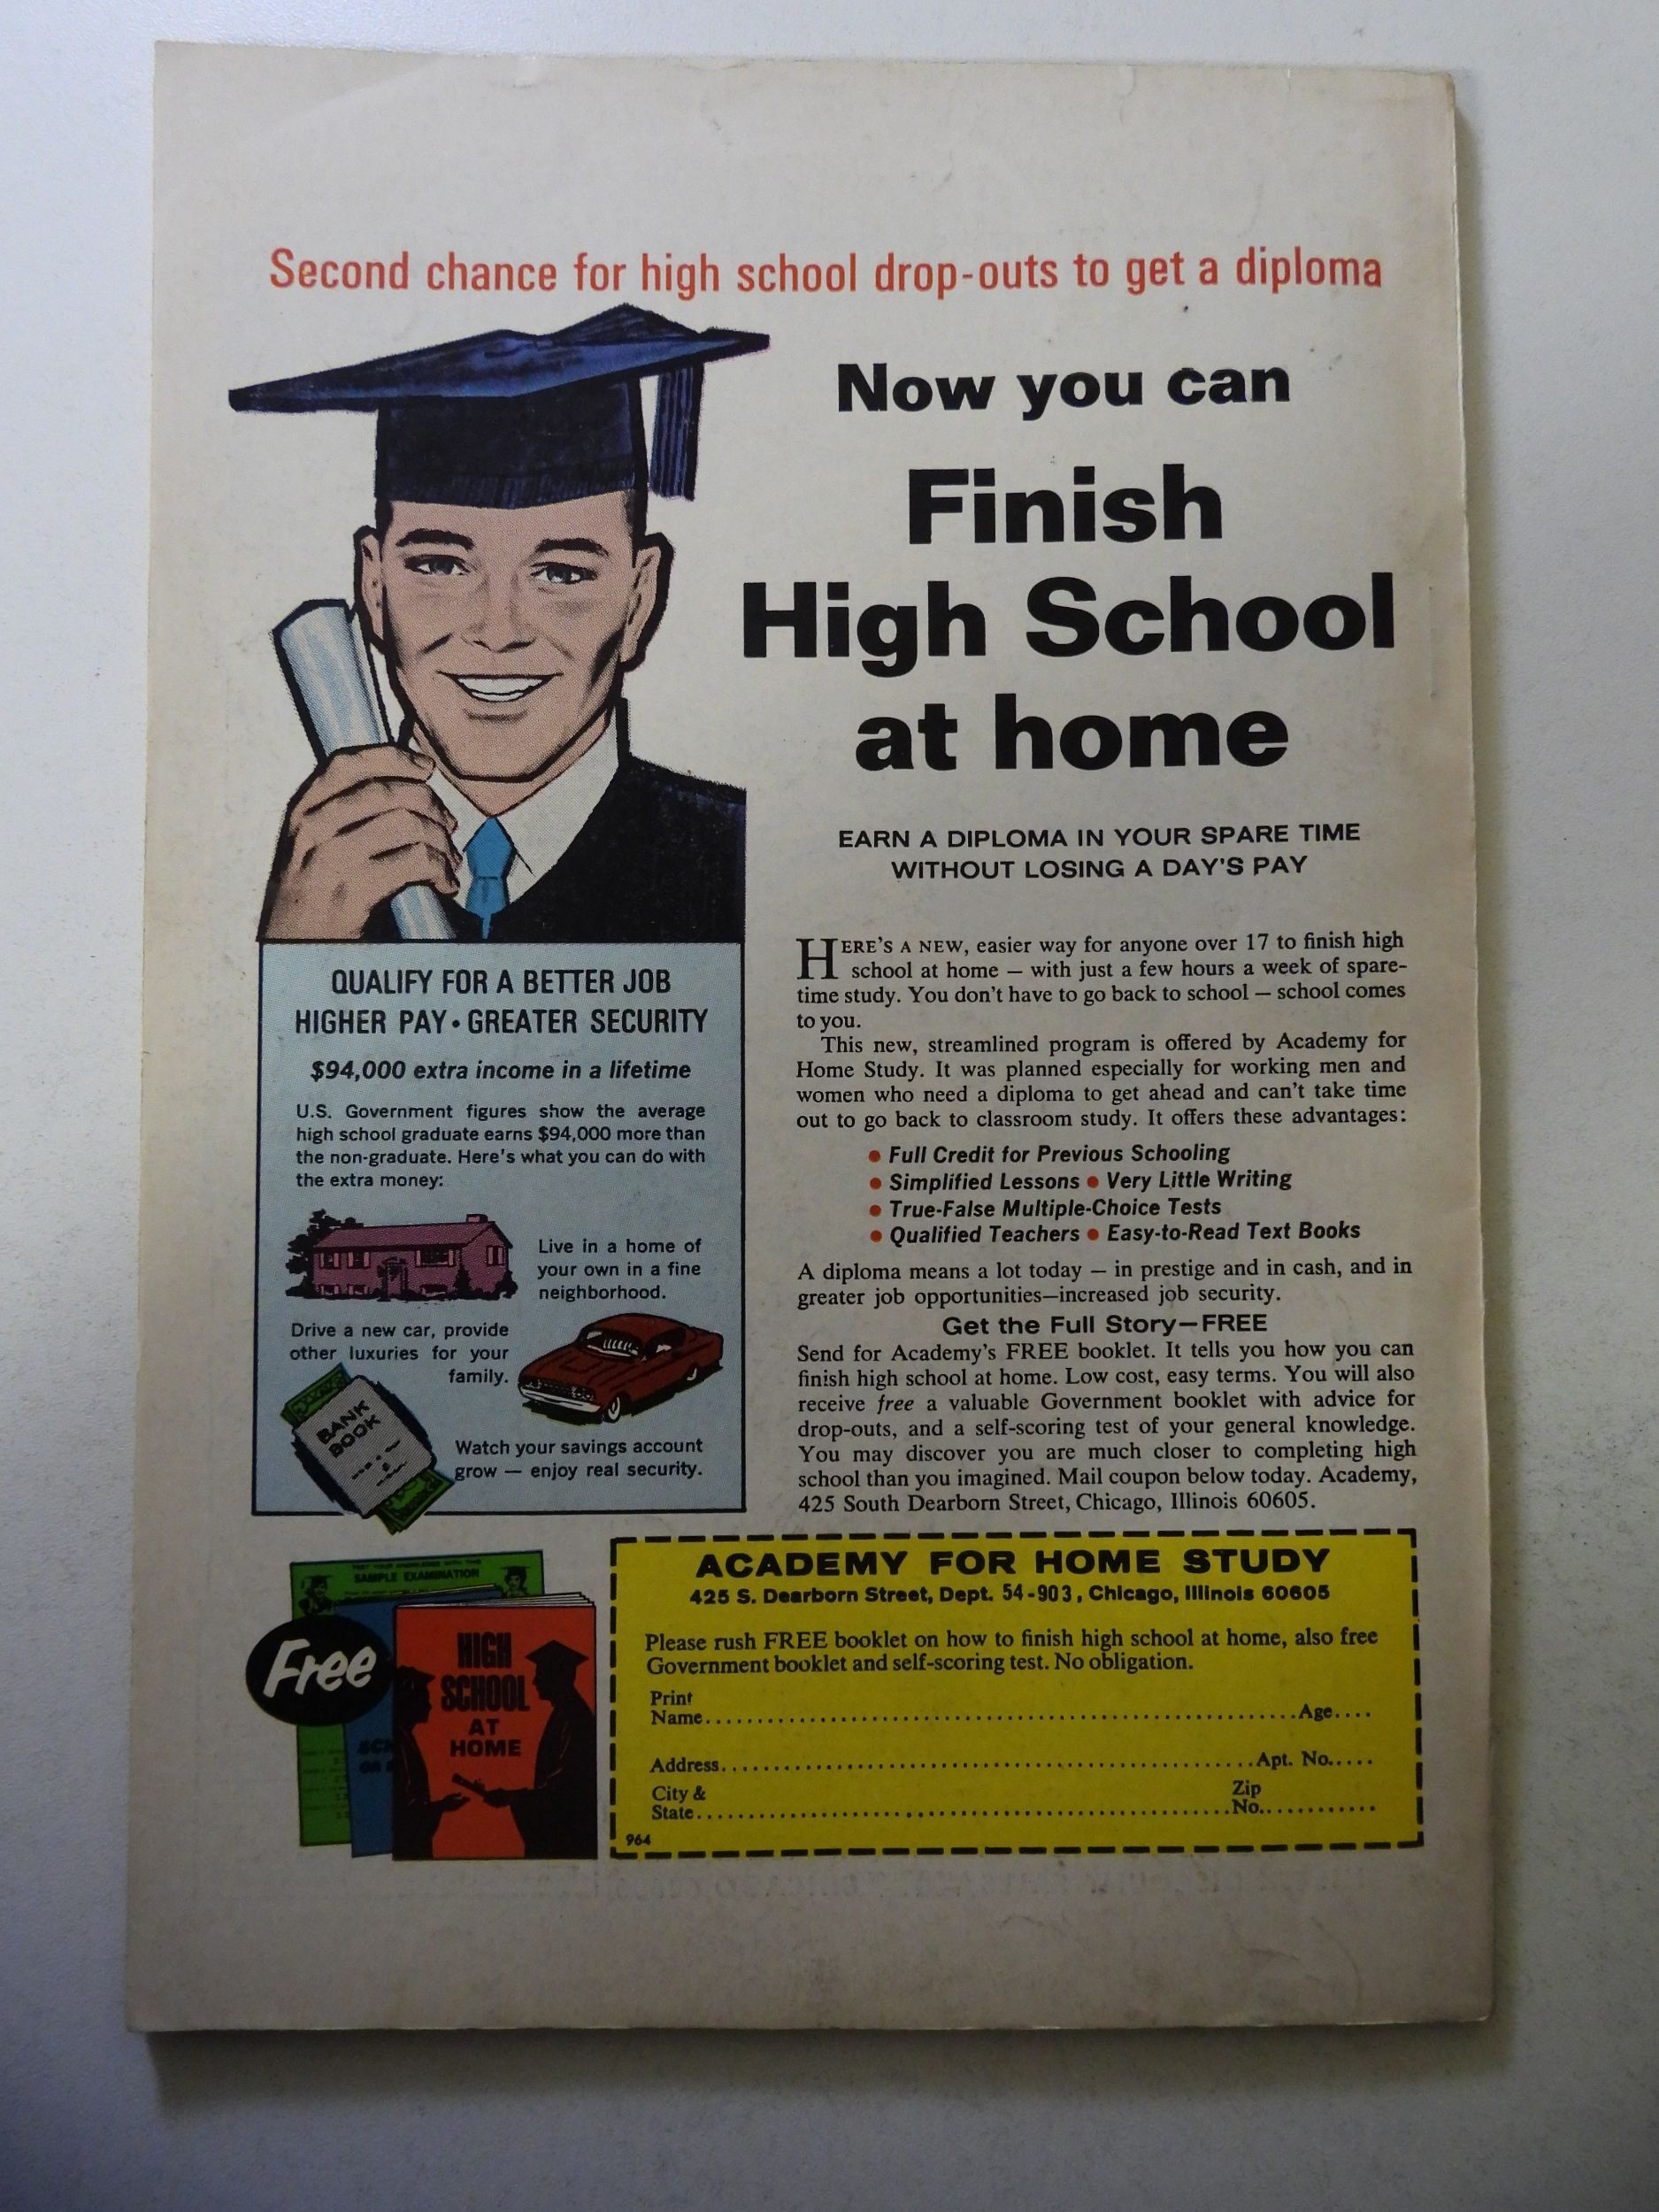 Second chance for high school drop-outs to get a diploma
Now you can
Finish
High School
at home
EARN A DIPLOMA IN YOUR SPARE TIME
WITHOUT LOSING A DAY'S PAY
HERE'S A NEW, easier way for anyone over 17 to finish high
school at home — with just a few hours a week of spare-
time study. You don't have to go back to school — school comes
to you.
This new, streamlined program is offered by Academy for
Home Study. It was planned especially for working men and
women who need a diploma to get ahead and can't take time
out to go back to classroom study. It offers these advantages:
• Full Credit for Previous Schooling
• Simplified Lessons • Very Little Writing
• True-False Multiple-Choice Tests
• Qualified Teachers • Easy-to-Read Text Books
A diploma means a lot today — in prestige and in cash, and in
greater job opportunities—increased job security.
Get the Full Story—FREE
Send for Academy's FREE booklet. It tells you how you can
finish high school at home. Low cost, easy terms. You will also
receive free a valuable Government booklet with advice for
drop-outs, and a self-scoring test of your general knowledge.
You may discover you are much closer to completing high
school than you imagined. Mail coupon below today. Academy,
425 South Dearborn Street, Chicago, Illinois 60605.
QUALIFY FOR A BETTER JOB
HIGHER PAY • GREATER SECURITY
$94,000 extra income in a lifetime
U.S. Government figures show the average
high school graduate earns $94,000 more than
the non-graduate. Here's what you can do with
the extra money:
Live in a home of
your own in a fine
neighborhood.
Drive a new car, provide
other luxuries for your
family.
BANK
BOOK
Watch your savings account
grow — enjoy real security.
TEST YOUR KNOWLEDGE WITH THIS
SAMPLE EXAMINATION
Free
HIGH
SCHOOL
AT
HOME
ACADEMY FOR HOME STUDY
425 S. Dearborn Street, Dept. 54-903, Chicago, Illinois 60605
Please rush FREE booklet on how to finish high school at home, also free
Government booklet and self-scoring test. No obligation.
Print
Name..........Age....
Address..........Apt. No.....
City & Zip
State..........No............
964